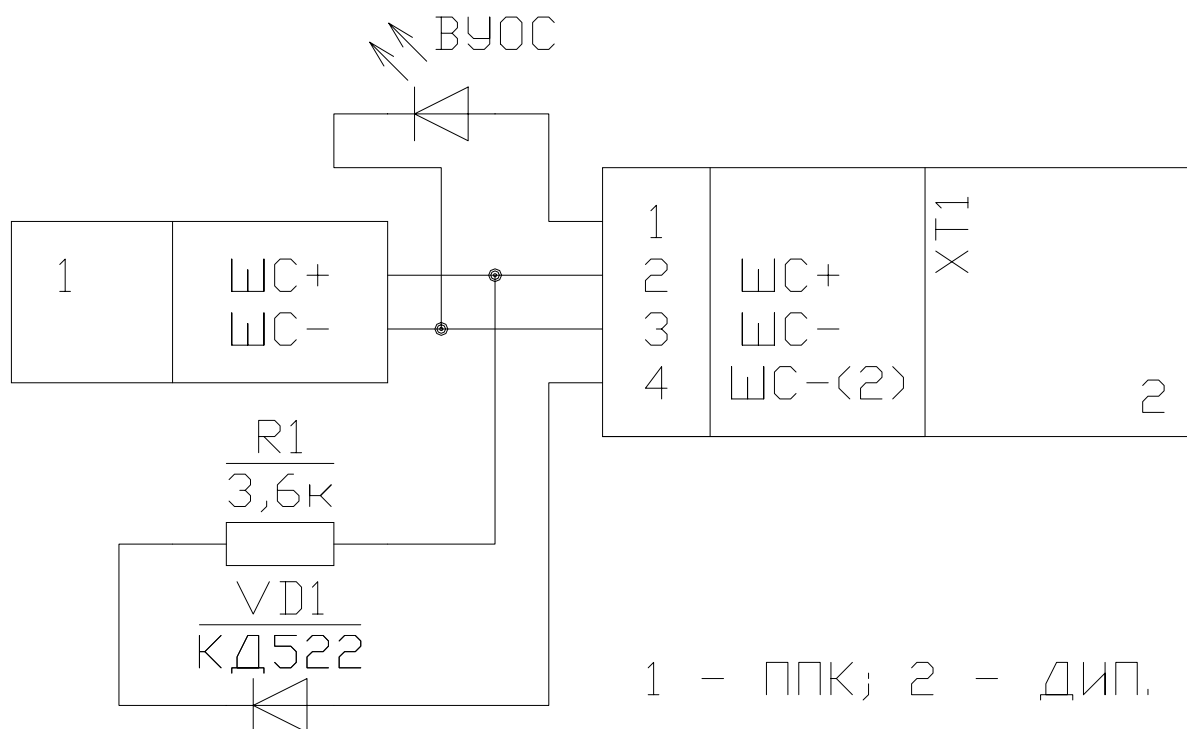 ВУОС
1
ШС+
ШС-
1
2
3
4
ШС+
ШС-
ШС-(2)
XT1
2
R1
3,6к
VD1
КД522
1 - ППК; 2 - ДИП.